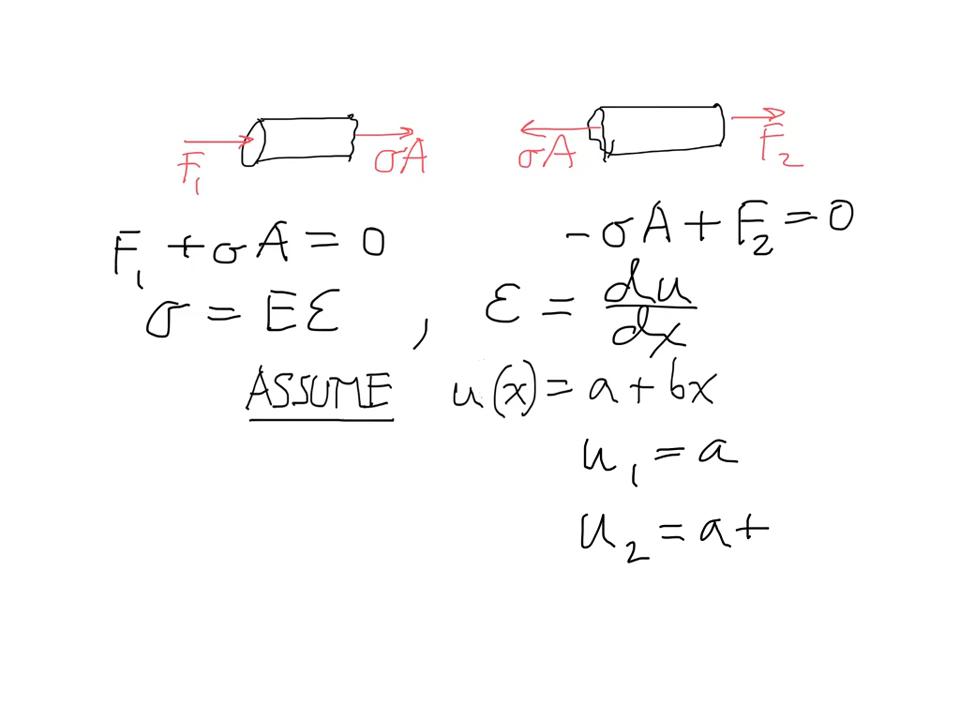 F₁ σA σA F₂
F₁ + σA = 0 -σA + F₂ = 0
σ = Eε , ε = du/dx
ASSUME u(x) = a + bx
u₁ = a
u₂ = a +